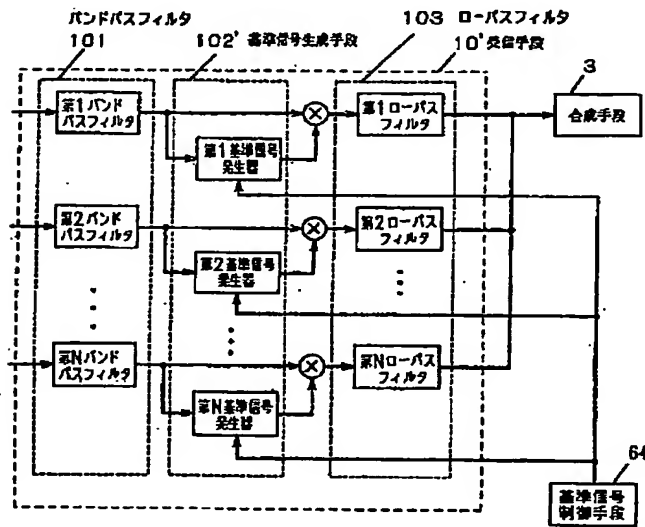 バンドパスフィルタ
101
102' 基準信号生成手段
103 ローパスフィルタ
10' 受信手段
3
合成手段
第1バンド
パスフィルタ
第1基準信号
発生器
第1ローパス
フィルタ
第2バンド
パスフィルタ
第2基準信号
発生器
第2ローパス
フィルタ
第Nバンド
パスフィルタ
第N基準信号
発生器
第Nローパス
フィルタ
64
基準信号
制御手段